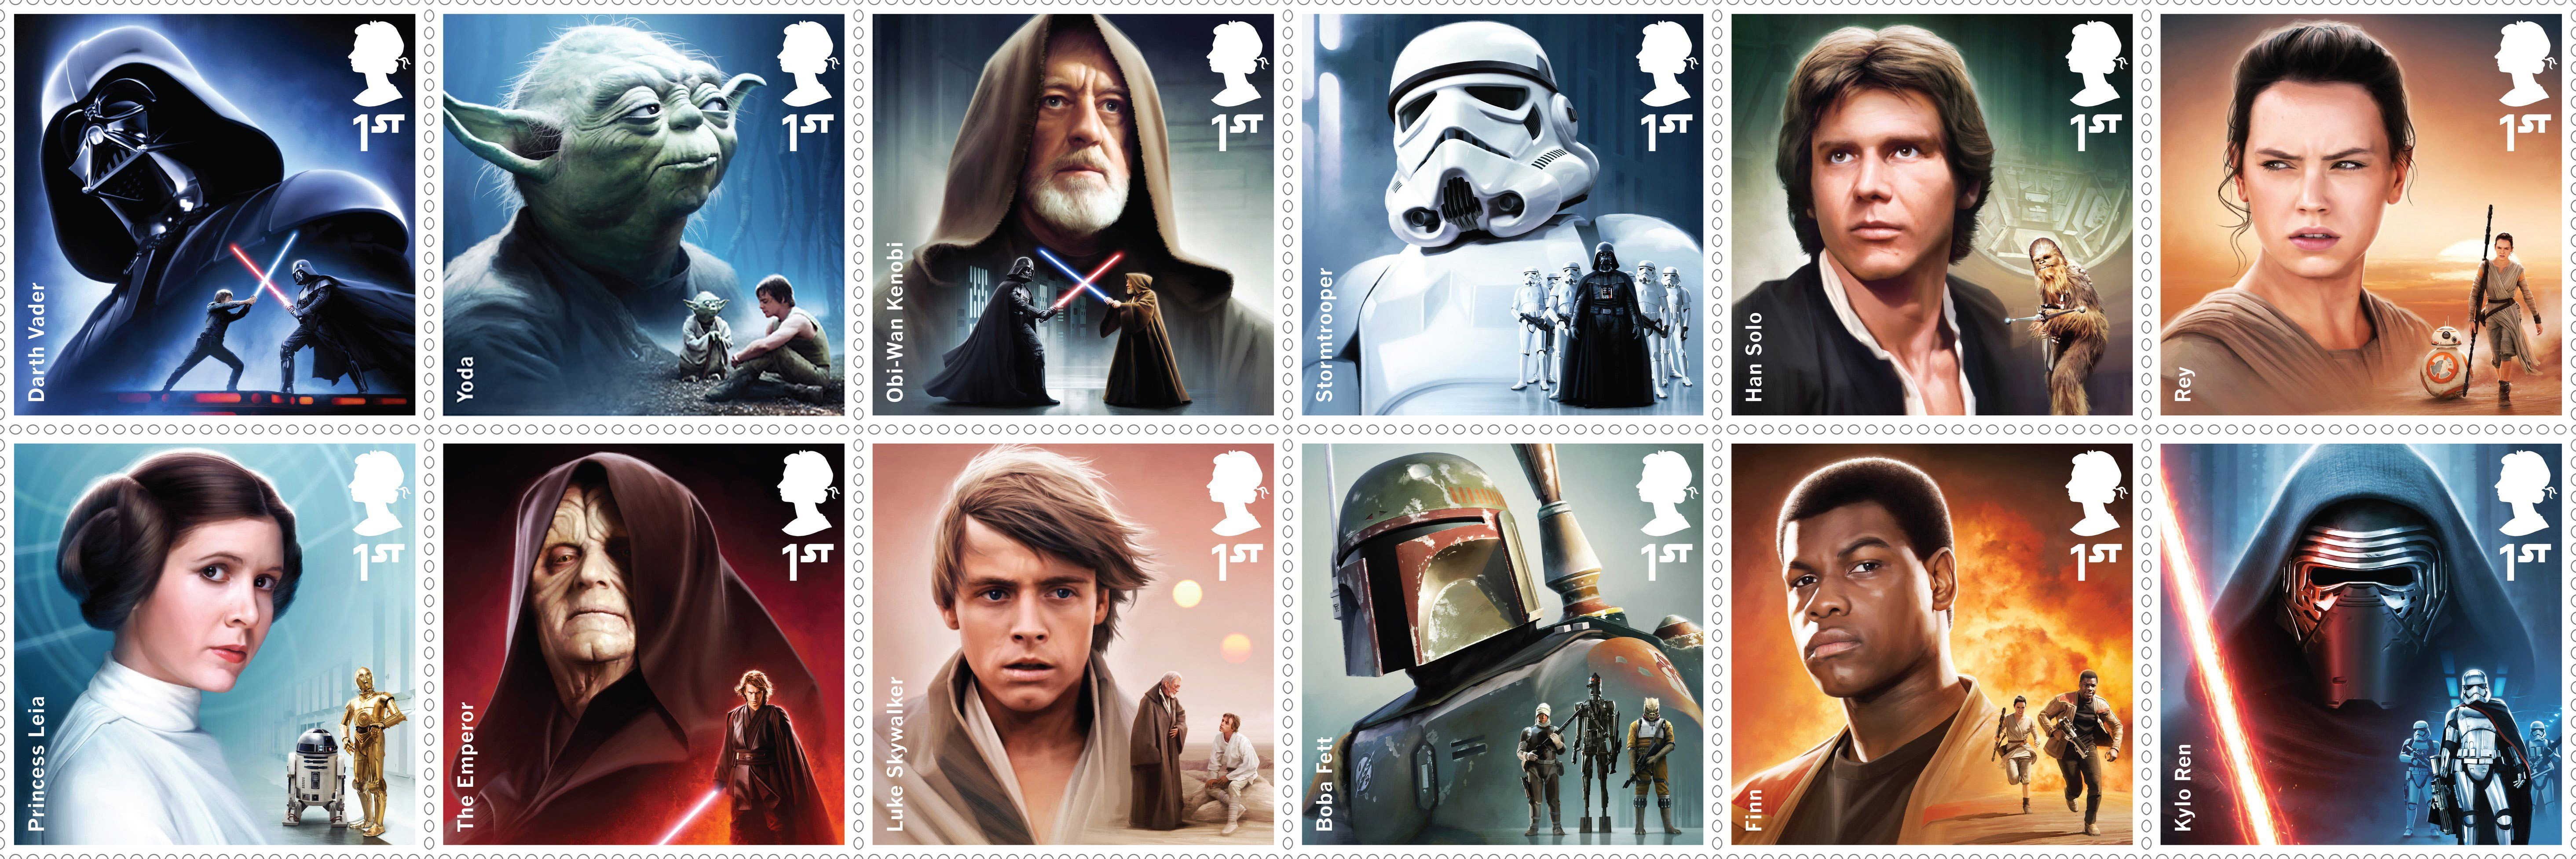 1ST
Darth Vader
1ST
Yoda
1ST
Obi-Wan Kenobi
1ST
Stormtrooper
1ST
Han Solo
1ST
Rey
1ST
Princess Leia
1ST
The Emperor
1ST
Luke Skywalker
1ST
Boba Fett
1ST
Finn
1ST
Kylo Ren